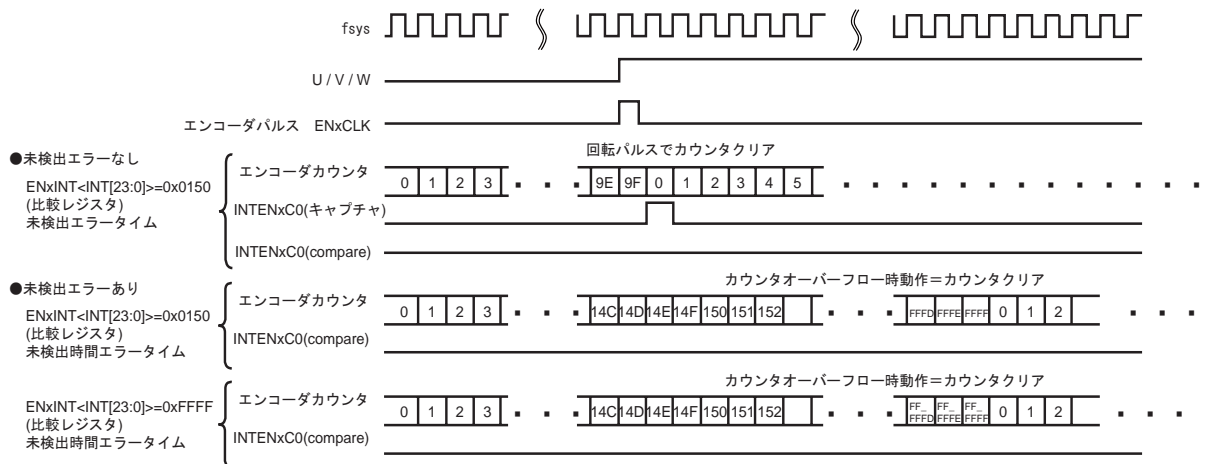 fsys
U / V / W
エンコーダパルス ENxCLK
●未検出エラーなし
ENxINT<INT[23:0]>=0x0150
(比較レジスタ)
未検出エラータイム
回転パルスでカウンタクリア
エンコーダカウンタ
0 1 2 3 ・ ・ ・ 9E 9F 0 1 2 3 4 5 ・ ・ ・ ・ ・ ・ ・ ・ ・ ・ ・ ・ ・ ・
INTENxC0(キャプチャ)
INTENxC0(compare)
●未検出エラーあり
ENxINT<INT[23:0]>=0x0150
(比較レジスタ)
未検出時間エラータイム
カウンタオーバーフロー時動作＝カウンタクリア
エンコーダカウンタ
0 1 2 3 ・ ・ ・ 14C 14D 14E 14F 150 151 152 ・ ・ ・ FFFD FFFE FFFF 0 1 2 ・ ・ ・
INTENxC0(compare)
ENxINT<INT[23:0]>=0xFFFF
(比較レジスタ)
未検出時間エラータイム
カウンタオーバーフロー時動作＝カウンタクリア
エンコーダカウンタ
0 1 2 3 ・ ・ ・ 14C 14D 14E 14F 150 151 152 ・ ・ ・ FF_FFFD FF_FFFE FF_FFFF 0 1 2 ・ ・ ・
INTENxC0(compare)